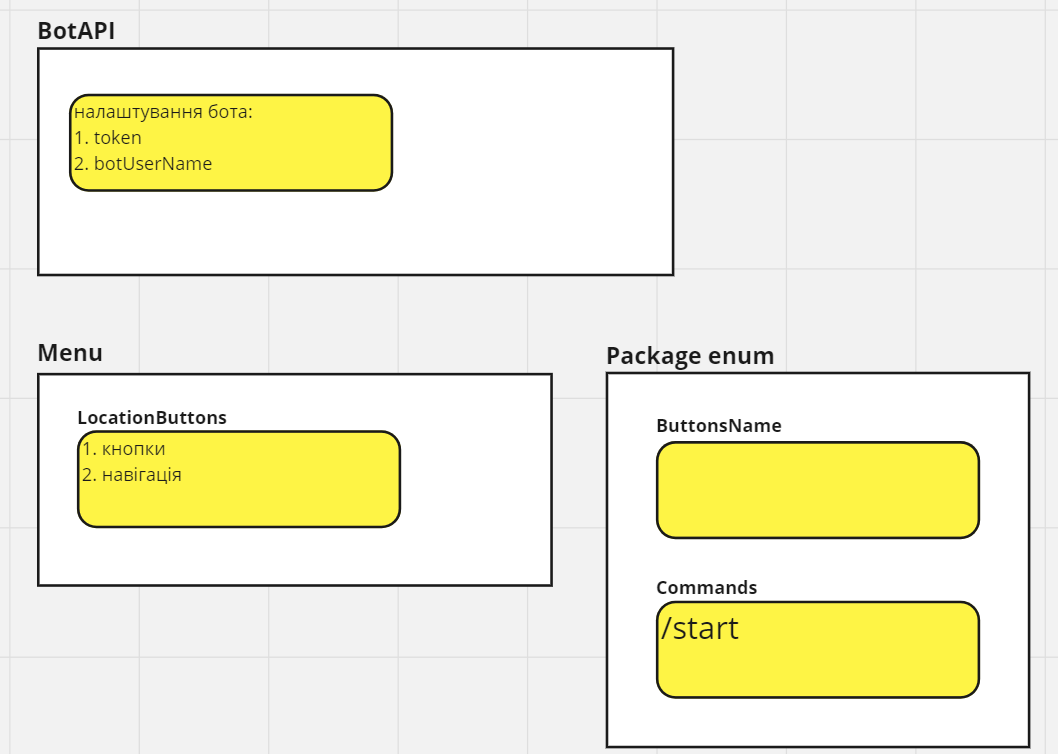 BotAPI
налаштування бота:
1. token
2. botUserName
Menu
LocationButtons
1. кнопки
2. навігація
Package enum
ButtonsName
Commands
/start